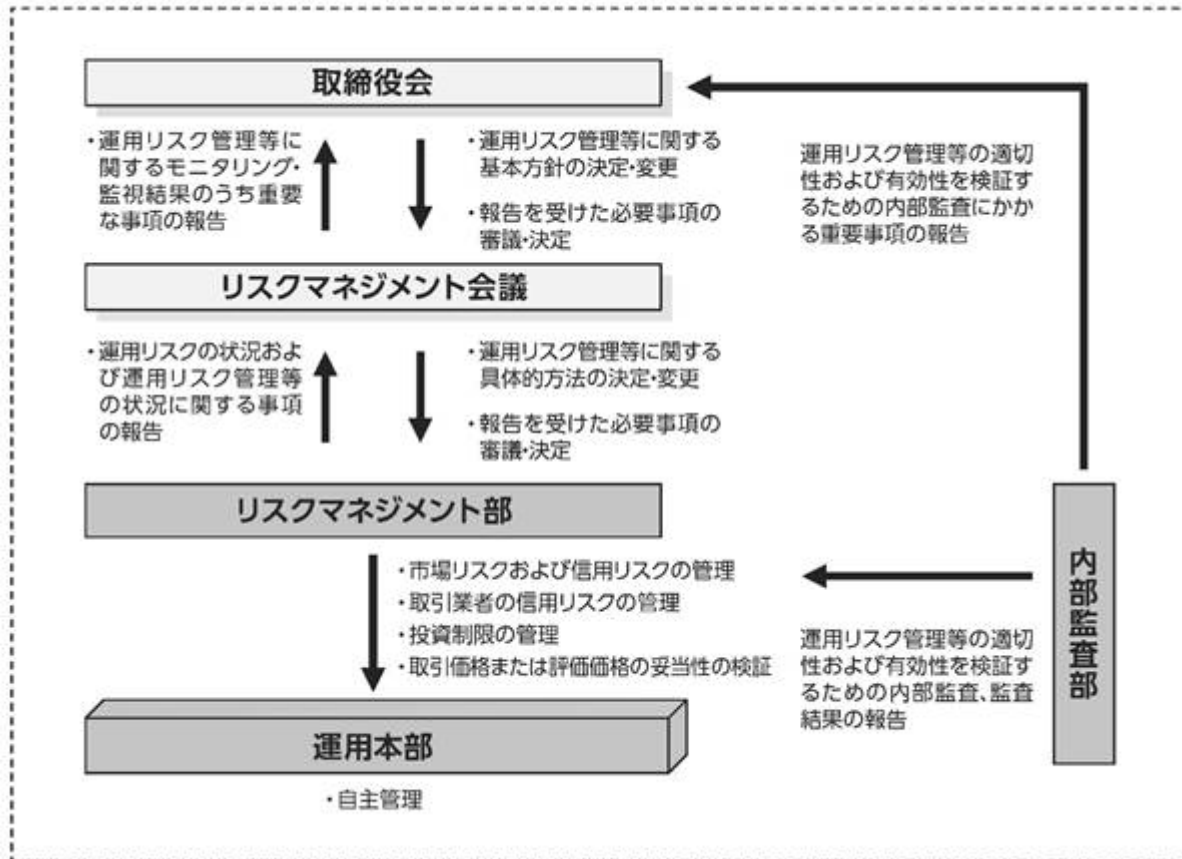 取締役会
・運用リスク管理等に
関するモニタリング・
監視結果のうち重要
な事項の報告
・運用リスク管理等に関する
基本方針の決定・変更
・報告を受けた必要事項の
審議・決定
運用リスク管理等の適切
性および有効性を検証す
るための内部監査にかか
る重要事項の報告
リスクマネジメント会議
・運用リスクの状況およ
び運用リスク管理等
の状況に関する事項
の報告
・運用リスク管理等に関する
具体的方法の決定・変更
・報告を受けた必要事項の
審議・決定
リスクマネジメント部
・市場リスクおよび信用リスクの管理
・取引業者の信用リスクの管理
・投資制限の管理
・取引価格または評価価格の妥当性の検証
運用リスク管理等の適切
性および有効性を検証す
るための内部監査、監査
結果の報告
内部監査部
運用本部
・自主管理